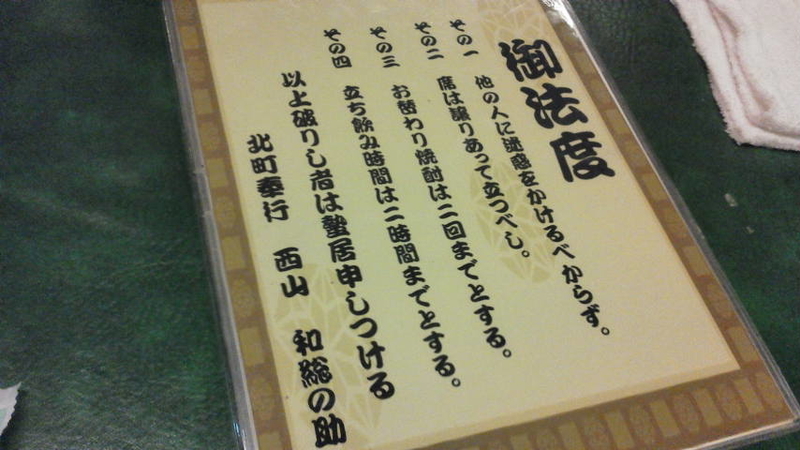 御法度
その一 他の人に迷惑をかけるべからず。
その二 席は譲りあって立つべし。
その三 お替わり焼酎は二回までとする。
その四 立ち飲み時間は二時間までとする。
以上破りし者は蟄居申しつける
北町奉行 西山 和総の助